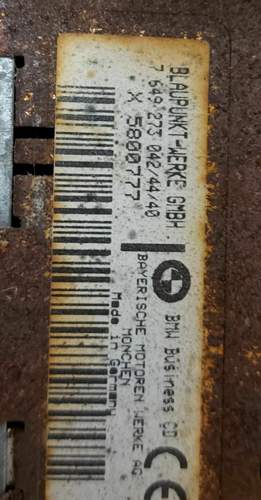 BLAUPUNKT-WERKE GMBH.
7 649 273 042/44/40
X 5800777
BMW Business CD
BAYERISCHE MOTOREN WERKE AG
MÜNCHEN
Made in Germany
CE